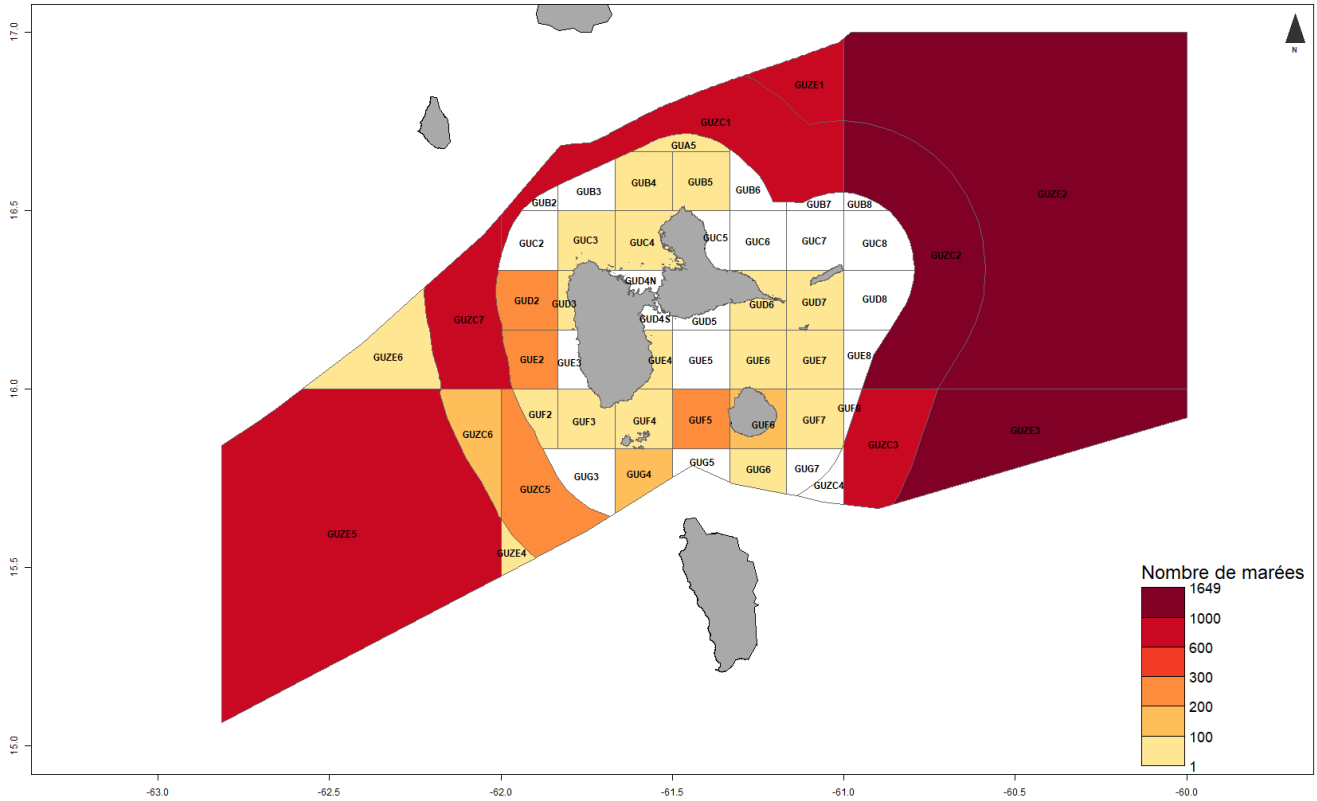 17.0
16.5
16.0
15.5
15.0
N
GUZE1
GUZC1
GUA5
GUB4
GUB5
GUB3
GUB6
GUB2
GUB7
GUB8
GUZE2
GUC2
GUC3
GUC4
GUC5
GUC6
GUC7
GUC8
GUZC2
GUD4N
GUD2
GUD3
GUD6
GUD7
GUD8
GUZC7
GUD4S
GUD5
GUZE6
GUE2
GUE3
GUE4
GUE5
GUE6
GUE7
GUE8
GUF2
GUF3
GUF4
GUF5
GUF6
GUF7
GUF8
GUZE3
GUZC6
GUZC3
GUG5
GUG3
GUG4
GUG6
GUG7
GUZC5
GUZC4
GUZE5
GUZE4
Nombre de marées
1649
1000
600
300
200
100
1
-63.0
-62.5
-62.0
-61.5
-61.0
-60.5
-60.0